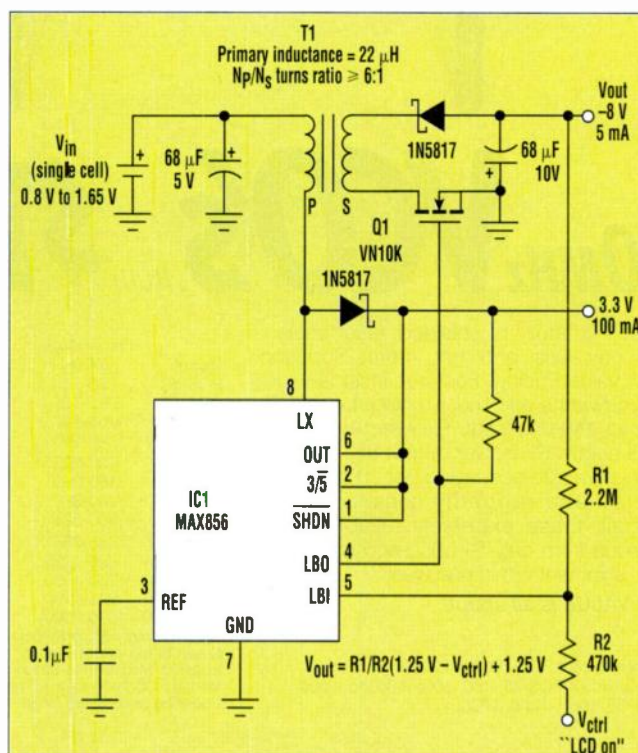 T1
Primary inductance = 22 μH
NP/NS turns ratio ≥ 6:1
Vout
–8 V
5 mA
Vin
(single cell)
0.8 V to 1.65 V
+
68 μF
5V
+
P
S
1N5817
68 μF
10V
+
Q1
VN10K
1N5817
3.3 V
100 mA
8
LX
47k
OUT
6
3/5
2
SHDN
1
R1
2.2M
IC1
MAX856
LBO
4
3
REF
LBI
5
GND
7
0.1μF
Vout = R1/R2(1.25 V – Vctrl) + 1.25 V
R2
470k
Vctrl
"LCD on"